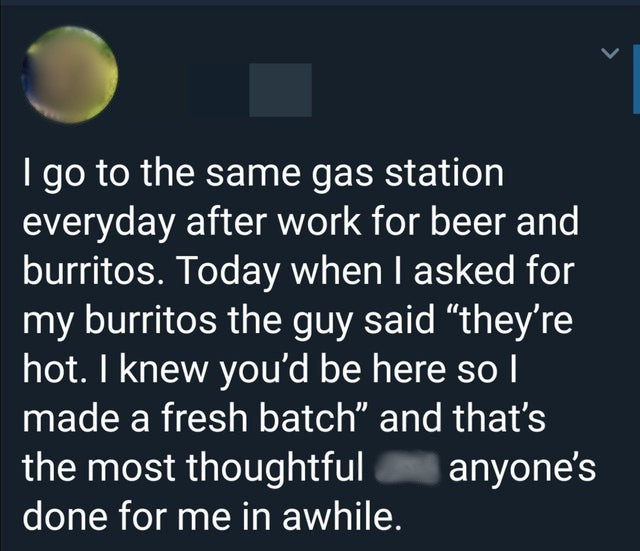 I go to the same gas station
everyday after work for beer and
burritos. Today when I asked for
my burritos the guy said “they’re
hot. I knew you’d be here so I
made a fresh batch” and that’s
the most thoughtful anyone’s
done for me in awhile.